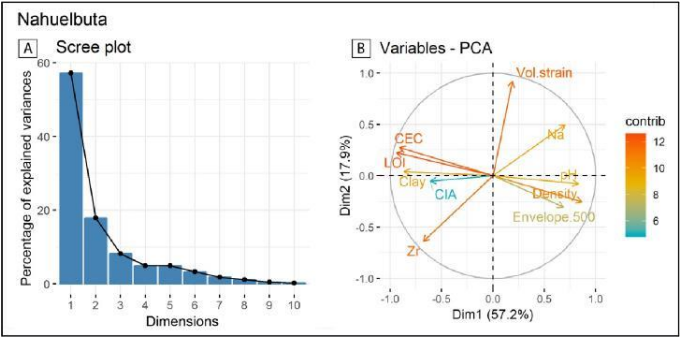 Nahuelbuta
A Scree plot
Percentage of explained variances
60
40
20
0
1 2 3 4 5 6 7 8 9 10
Dimensions
B Variables - PCA
Dim2 (17.9%)
1.0
0.5
0.0
-0.5
-1.0
Vol.strain
Na
CEC
LOI
Clay
CIA
pH
Density
Envelope.500
Zr
-1.0 -0.5 0.0 0.5 1.0
Dim1 (57.2%)
contrib
12
10
8
6